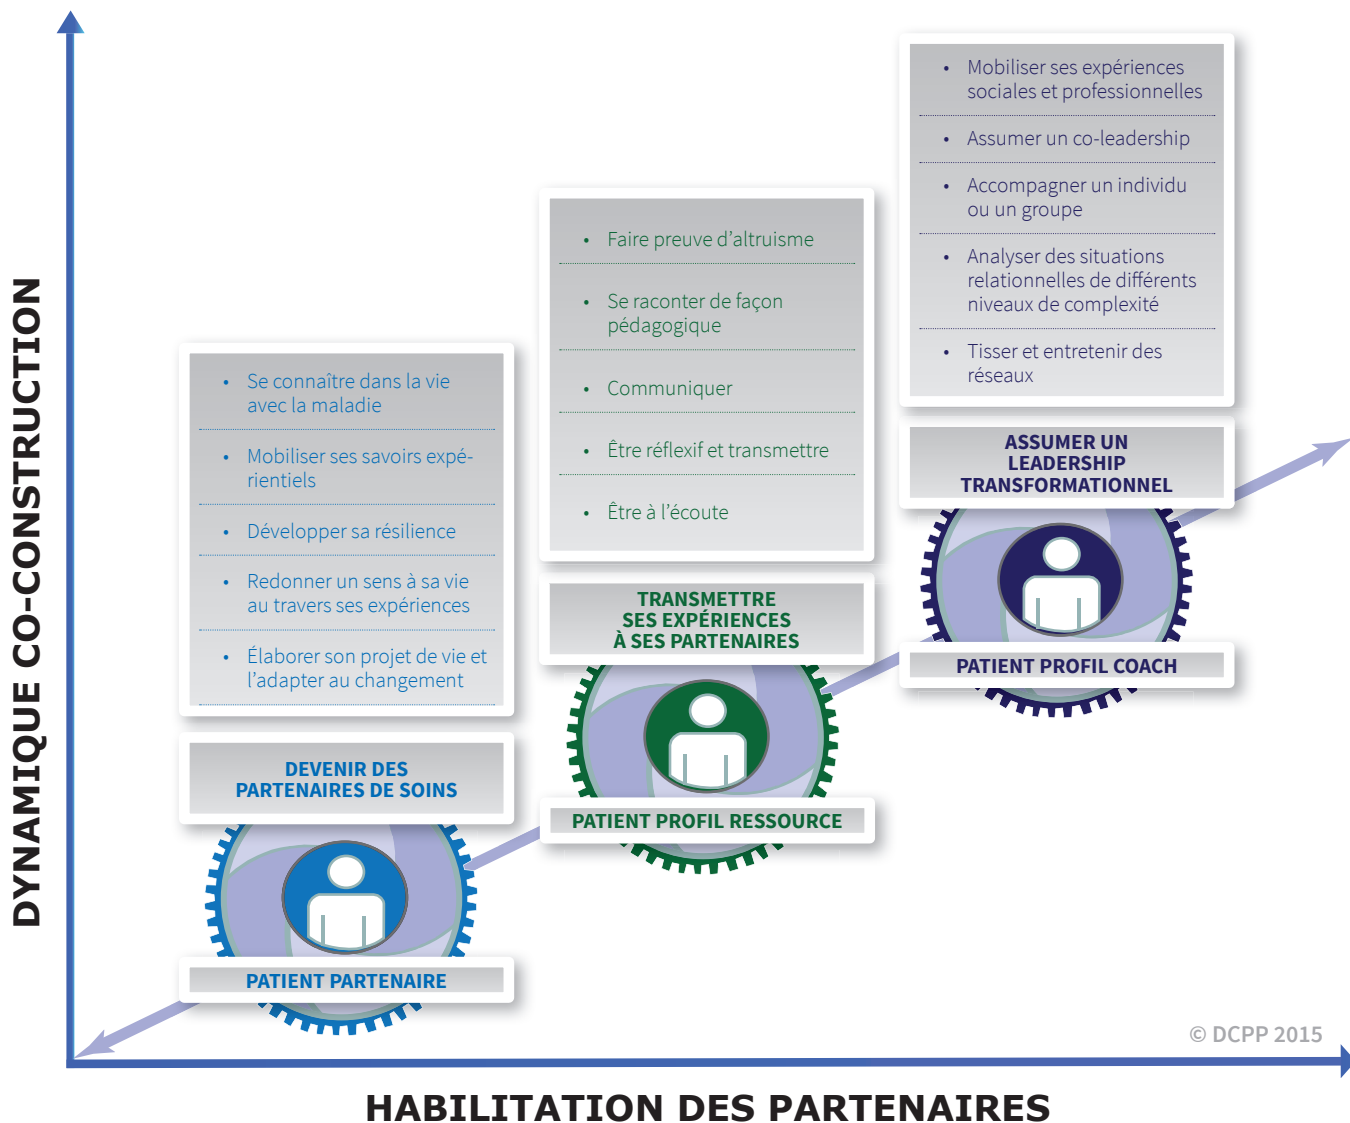 DYNAMIQUE CO-CONSTRUCTION
• Se connaître dans la vie
avec la maladie
• Mobiliser ses savoirs expé-
rientiels
• Développer sa résilience
• Redonner un sens à sa vie
au travers ses expériences
• Élaborer son projet de vie et
l’adapter au changement
DEVENIR DES
PARTENAIRES DE SOINS
PATIENT PARTENAIRE
• Faire preuve d’altruisme
• Se raconter de façon
pédagogique
• Communiquer
• Être réflexif et transmettre
• Être à l’écoute
TRANSMETTRE
SES EXPÉRIENCES
À SES PARTENAIRES
PATIENT PROFIL RESSOURCE
• Mobiliser ses expériences
sociales et professionnelles
• Assumer un co-leadership
• Accompagner un individu
ou un groupe
• Analyser des situations
relationnelles de différents
niveaux de complexité
• Tisser et entretenir des
réseaux
ASSUMER UN
LEADERSHIP
TRANSFORMATIONNEL
PATIENT PROFIL COACH
© DCPP 2015
HABILITATION DES PARTENAIRES